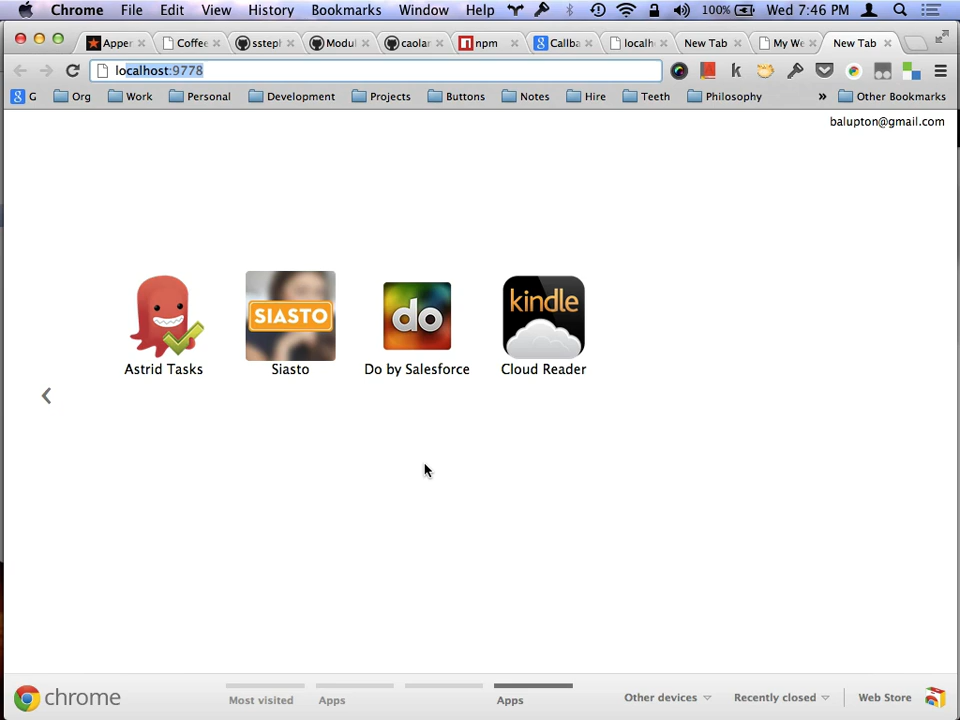 Chrome File Edit View History Bookmarks Window Help 100% Wed 7:46 PM
Apper Coffee sstep Modul caolar npm Callba localh New Tab My We New Tab
localhost:9778
G Org Work Personal Development Projects Buttons Notes Hire Teeth Philosophy » Other Bookmarks
balupton@gmail.com
SIASTO do kindle
Astrid Tasks Siasto Do by Salesforce Cloud Reader
chrome Most visited Apps Apps Other devices Recently closed Web Store